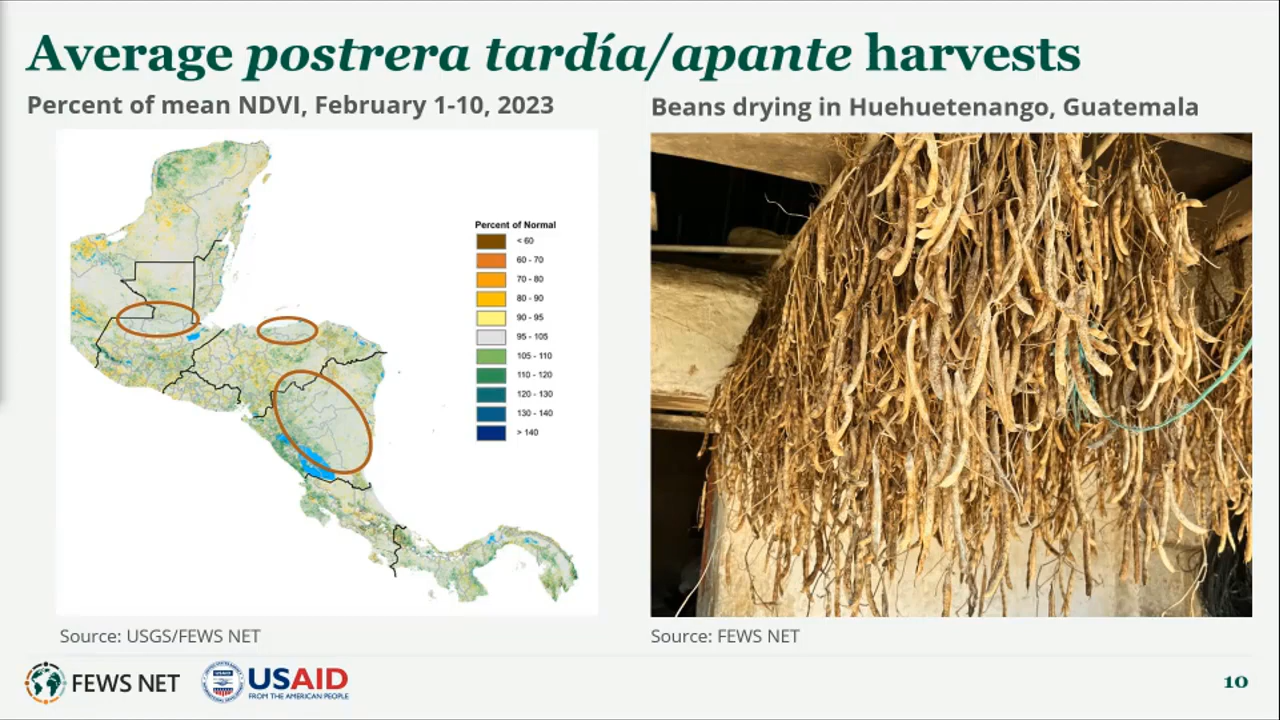 Average postrera tardía/apante harvests
Percent of mean NDVI, February 1-10, 2023
Percent of Normal
< 60
60 - 70
70 - 80
80 - 90
90 - 95
95 - 105
105 - 110
110 - 120
120 - 130
130 - 140
> 140
Source: USGS/FEWS NET
Beans drying in Huehuetenango, Guatemala
Source: FEWS NET
FEWS NET
USAID
USAID
FROM THE AMERICAN PEOPLE
10